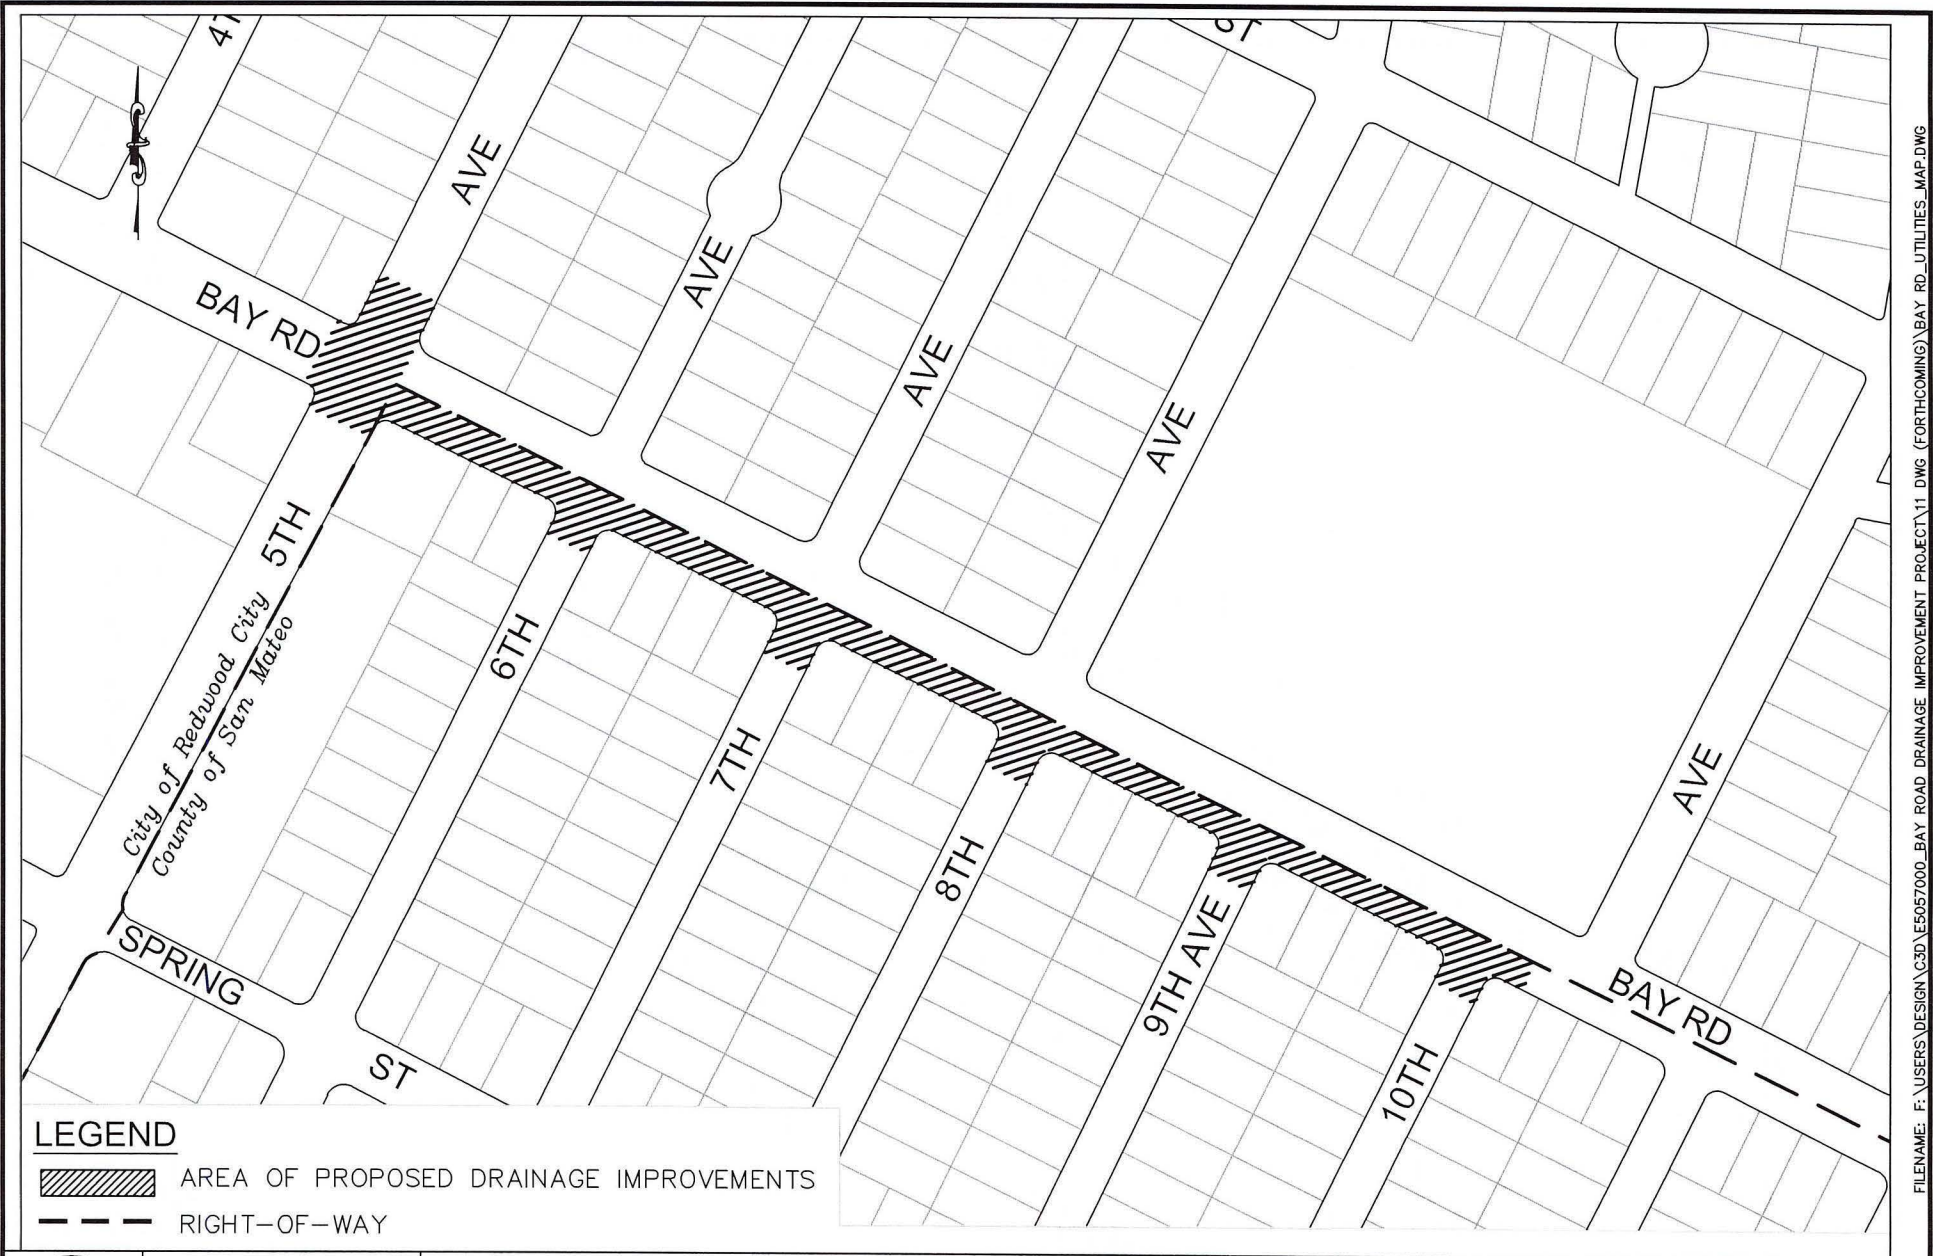 4T
ST
AVE
AVE
AVE
AVE
BAY RD
5TH
City of Redwood City
County of San Mateo
6TH
7TH
8TH
9TH AVE
10TH
AVE
BAY RD
SPRING
ST
LEGEND
AREA OF PROPOSED DRAINAGE IMPROVEMENTS
RIGHT-OF-WAY
FILENAME: F:\USERS\DESIGN\C3D\E5057000_BAY ROAD DRAINAGE IMPROVEMENT PROJECT\11 DWG (FORTHCOMING)\BAY RD_UTILITIES_MAP.DWG